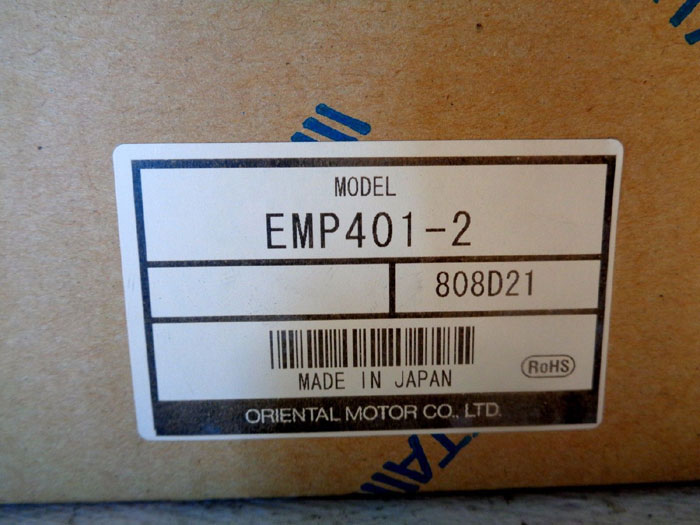 MODEL
EMP401-2
808D21
MADE IN JAPAN
RoHS
ORIENTAL MOTOR CO., LTD.